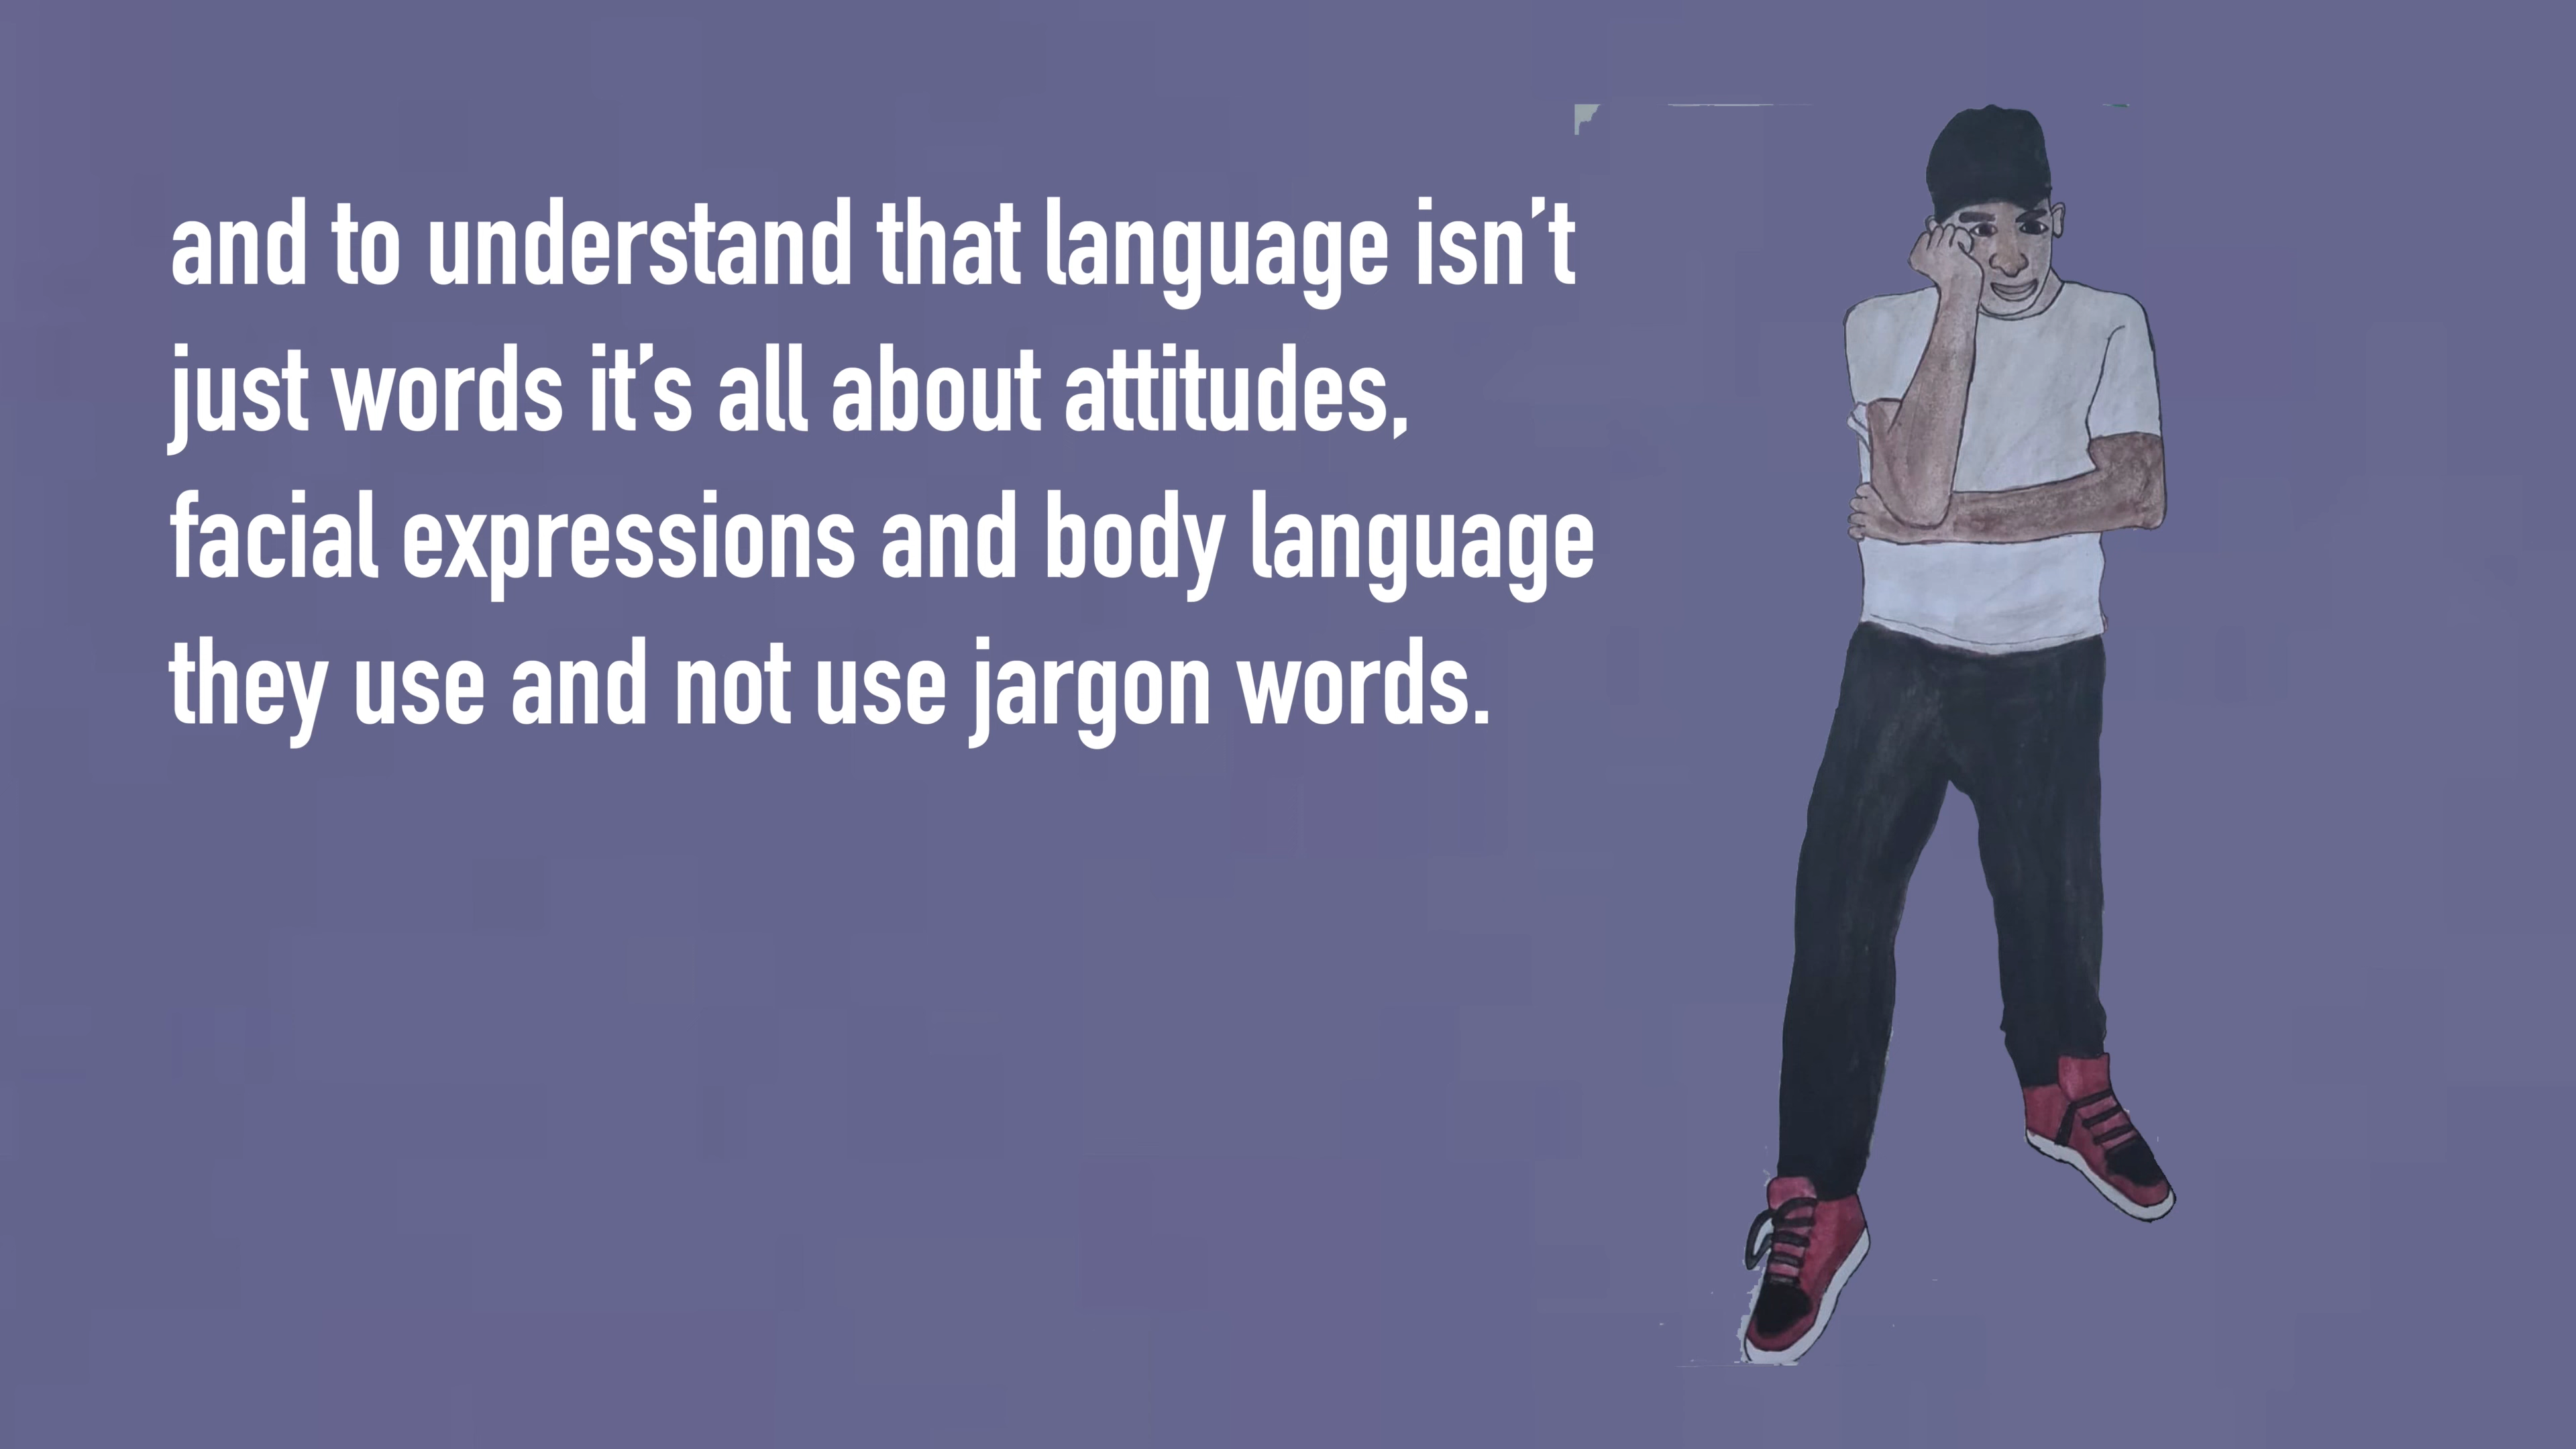 and to understand that language isn’t
just words it’s all about attitudes,
facial expressions and body language
they use and not use jargon words.